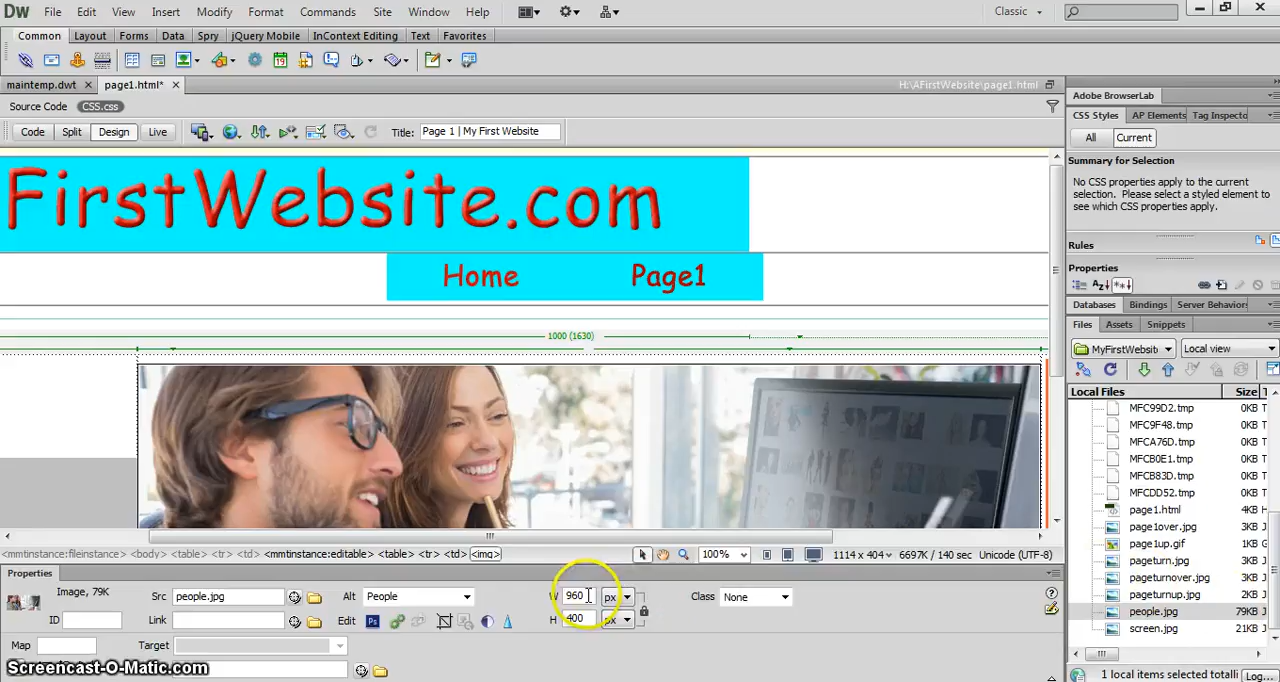 Dw File Edit View Insert Modify Format Commands Site Window Help Classic
Common Layout Forms Data Spry jQuery Mobile InContext Editing Text Favorites
maintemp.dwt page1.html* H:\AFirstWebsite\page1.html
Source Code CSS.css
Code Split Design Live Title: Page 1 | My First Website
FirstWebsite.com
Home Page1
1000 (1630)
<mmtinstance:fileinstance> <body> <table> <tr> <td> <mmtinstance:editable> <table> <tr> <td> <img> 100% 1114 x 404 6697K / 140 sec Unicode (UTF-8)
Properties
Image, 79K Src people.jpg Alt People W 960 px Class None
ID Link Edit H 400 px
Map Target
Screencast-O-Matic.com
Adobe BrowserLab
CSS Styles AP Elements Tag Inspecto
All Current
Summary for Selection
No CSS properties apply to the current
selection. Please select a styled element
to see which CSS properties apply.
Rules
Properties
Databases Bindings Server Behaviors
Files Assets Snippets
MyFirstWebsit Local view
Local Files Size T
MFC99D2.tmp 0KB T
MFC9F48.tmp 0KB T
MFCA76D.tmp 0KB T
MFCB0E1.tmp 0KB T
MFCB83D.tmp 0KB T
MFCDD52.tmp 0KB T
page1.html 4KB
page1over.jpg 3KB
page1up.gif 3KB
pageturn.jpg 3KB
pageturnover.jpg 3KB
pageturnup.jpg 3KB
people.jpg 79KB
screen.jpg 21KB
1 local items selected totalli Log...